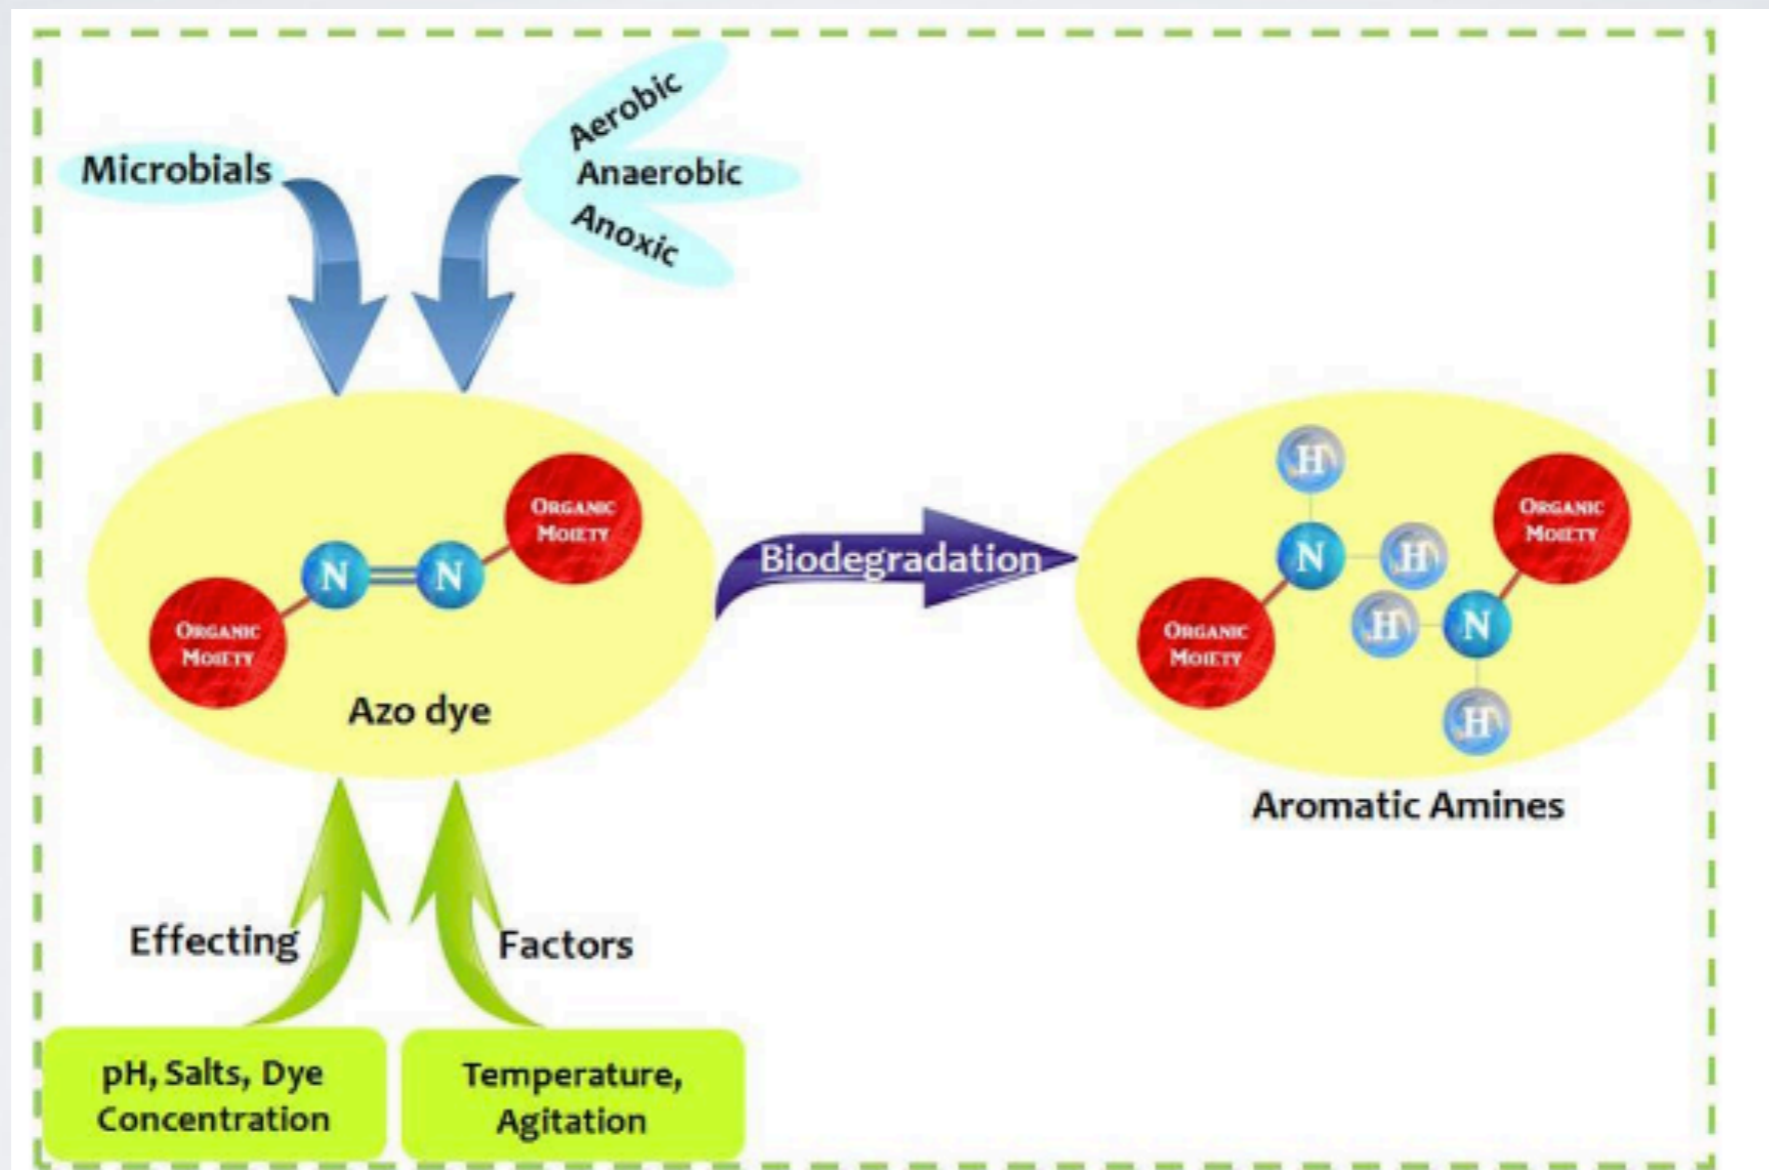 Microbials
Aerobic
Anaerobic
Anoxic
N
N
ORGANIC
MOIETY
ORGANIC
MOIETY
Azo dye
Biodegradation
H
N
H
H
N
H
ORGANIC
MOIETY
ORGANIC
MOIETY
Aromatic Amines
Effecting
Factors
pH, Salts, Dye
Concentration
Temperature,
Agitation